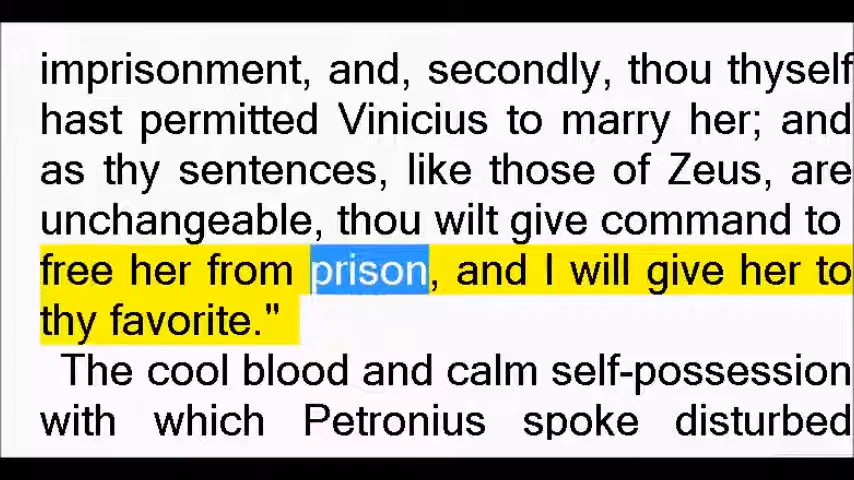 imprisonment, and, secondly, thou thyself
hast permitted Vinicius to marry her; and
as thy sentences, like those of Zeus, are
unchangeable, thou wilt give command to
free her from prison, and I will give her to
thy favorite."
The cool blood and calm self-possession
with which Petronius spoke disturbed